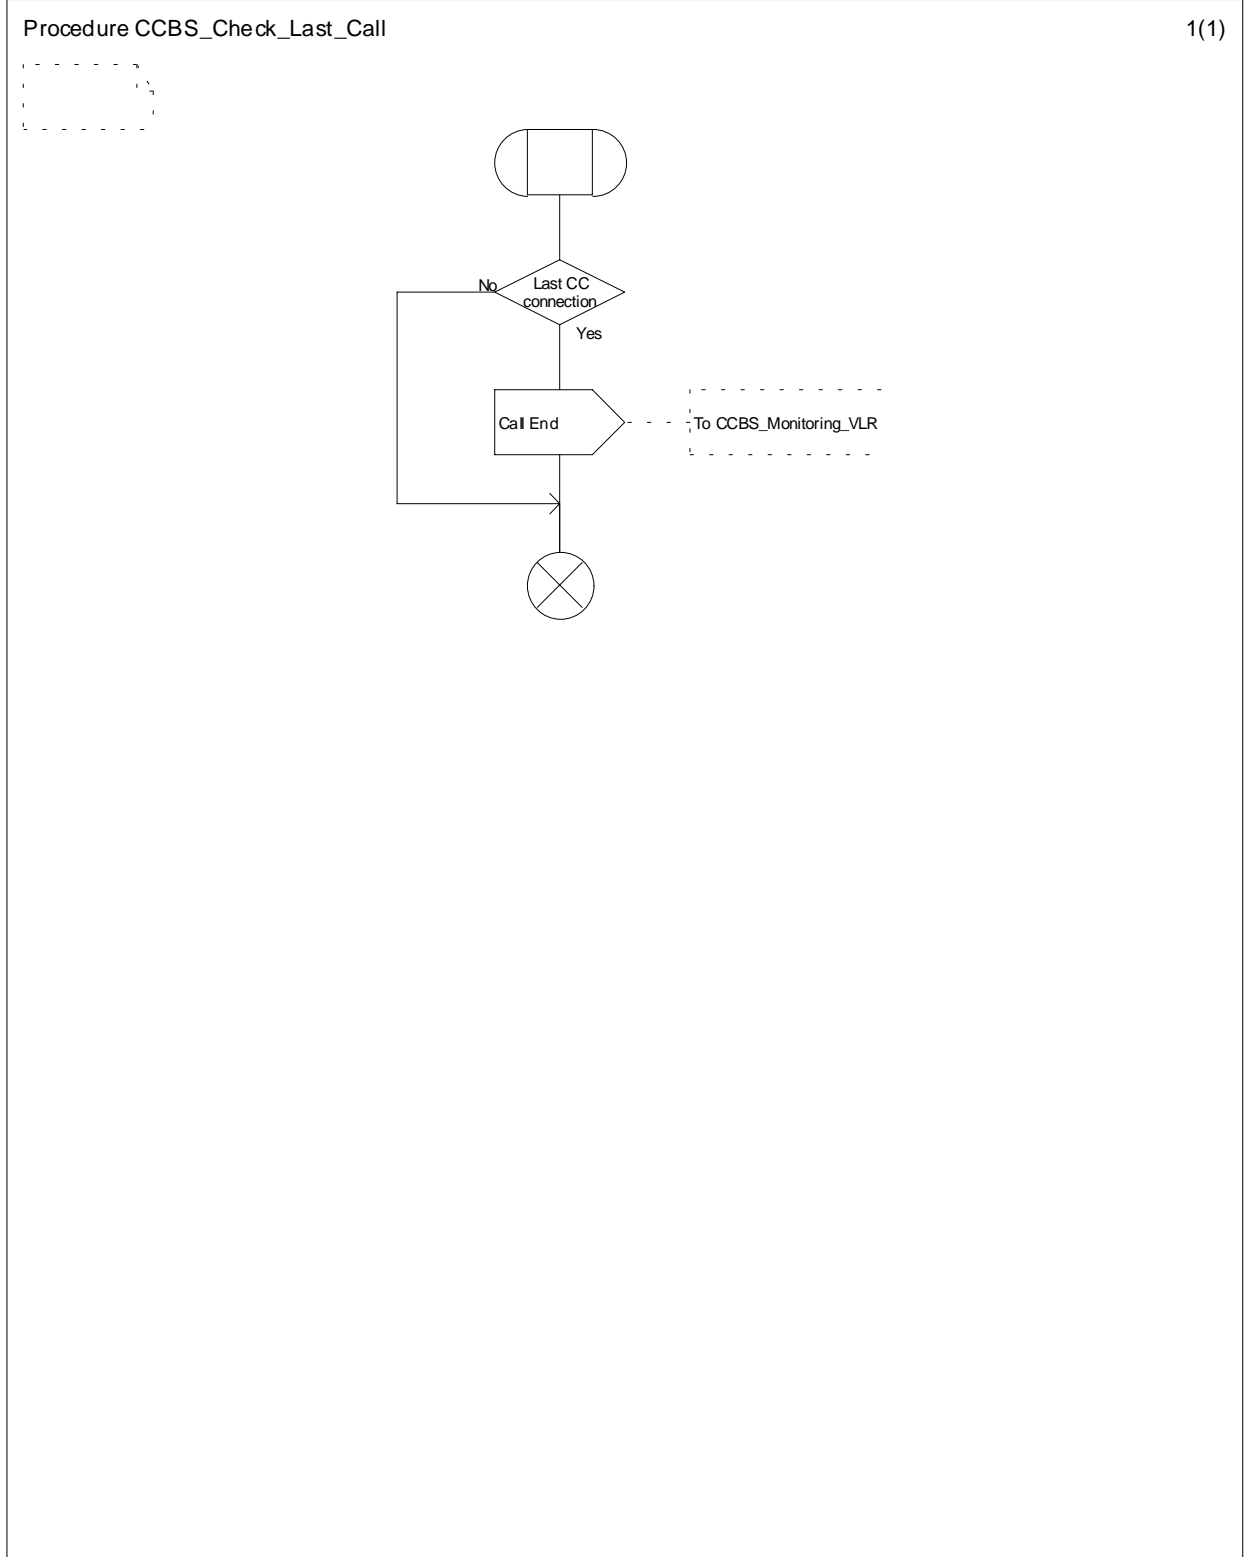 Procedure CCBS_Check_Last_Call
1(1)
No
Last CC
connection
Yes
Call End
To CCBS_Monitoring_VLR